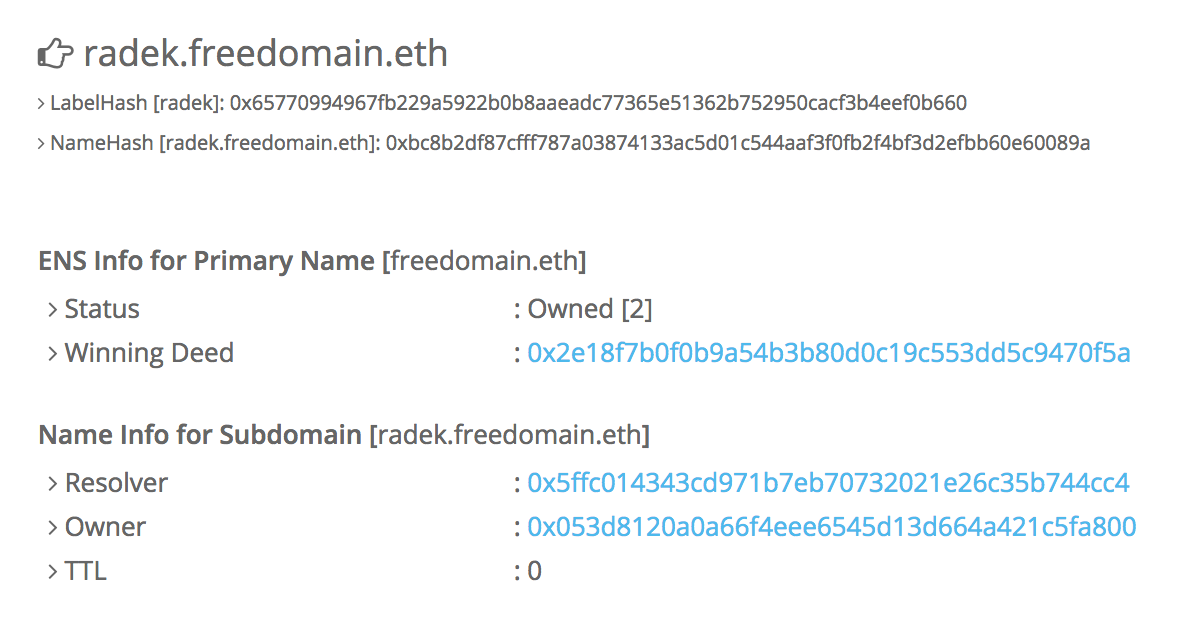 radek.freedomain.eth
> LabelHash [radek]: 0x65770994967fb229a5922b0b8aaeadc77365e51362b752950cacf3b4eef0b660
> NameHash [radek.freedomain.eth]: 0xbc8b2df87cfff787a03874133ac5d01c544aaf3f0fb2f4bf3d2efbb60e60089a
ENS Info for Primary Name [freedomain.eth]
> Status : Owned [2]
> Winning Deed : 0x2e18f7b0f0b9a54b3b80d0c19c553dd5c9470f5a
Name Info for Subdomain [radek.freedomain.eth]
> Resolver : 0x5ffc014343cd971b7eb70732021e26c35b744cc4
> Owner : 0x053d8120a0a66f4eee6545d13d664a421c5fa800
> TTL : 0